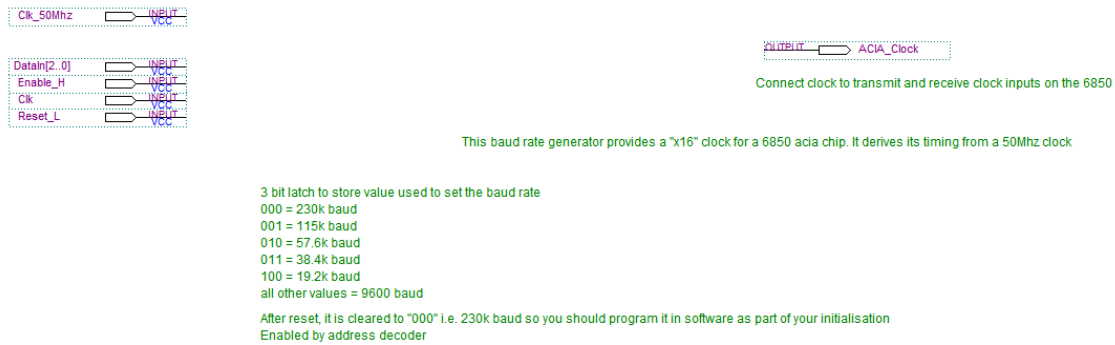 Clk_50Mhz INPUT
VCC
OUTPUT ACIA_Clock
DataIn[2..0] INPUT
VCC
Enable_H INPUT
VCC
Clk INPUT
VCC
Reset_L INPUT
VCC
Connect clock to transmit and receive clock inputs on the 6850
This baud rate generator provides a "x16" clock for a 6850 acia chip. It derives its timing from a 50Mhz clock
3 bit latch to store value used to set the baud rate
000 = 230k baud
001 = 115k baud
010 = 57.6k baud
011 = 38.4k baud
100 = 19.2k baud
all other values = 9600 baud
After reset, it is cleared to "000" i.e. 230k baud so you should program it in software as part of your initialisation
Enabled by address decoder